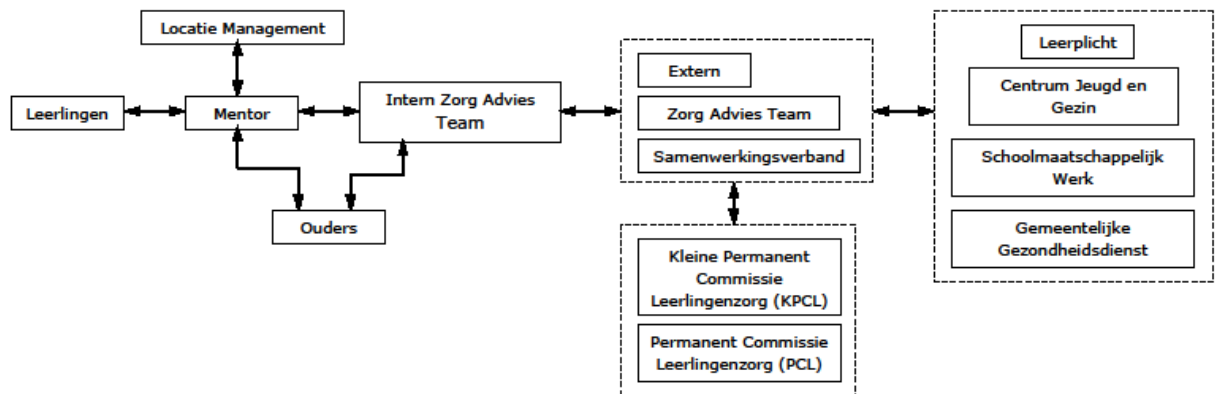 Locatie Management
Leerlingen
Mentor
Intern Zorg Advies
Team
Ouders
Extern
Zorg Advies Team
Samenwerkingsverband
Kleine Permanent
Commissie
Leerlingenzorg (KPCL)
Permanent Commissie
Leerlingenzorg (PCL)
Leerplicht
Centrum Jeugd en
Gezin
Schoolmaatschappelijk
Werk
Gemeentelijke
Gezondheidsdienst